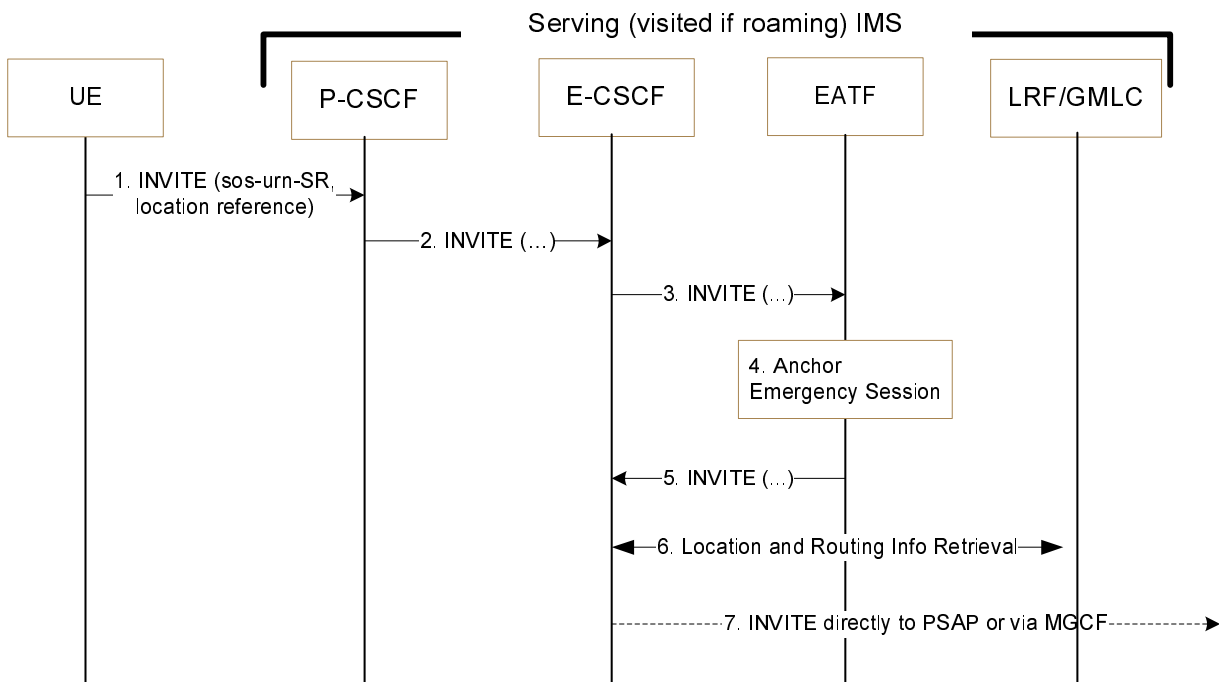 Serving (visited if roaming) IMS
UE
P-CSCF
E-CSCF
EATF
LRF/GMLC
1. INVITE (sos-urn-SR,
location reference)
2. INVITE (...)
3. INVITE (...)
4. Anchor
Emergency Session
5. INVITE (...)
6. Location and Routing Info Retrieval
7. INVITE directly to PSAP or via MGCF